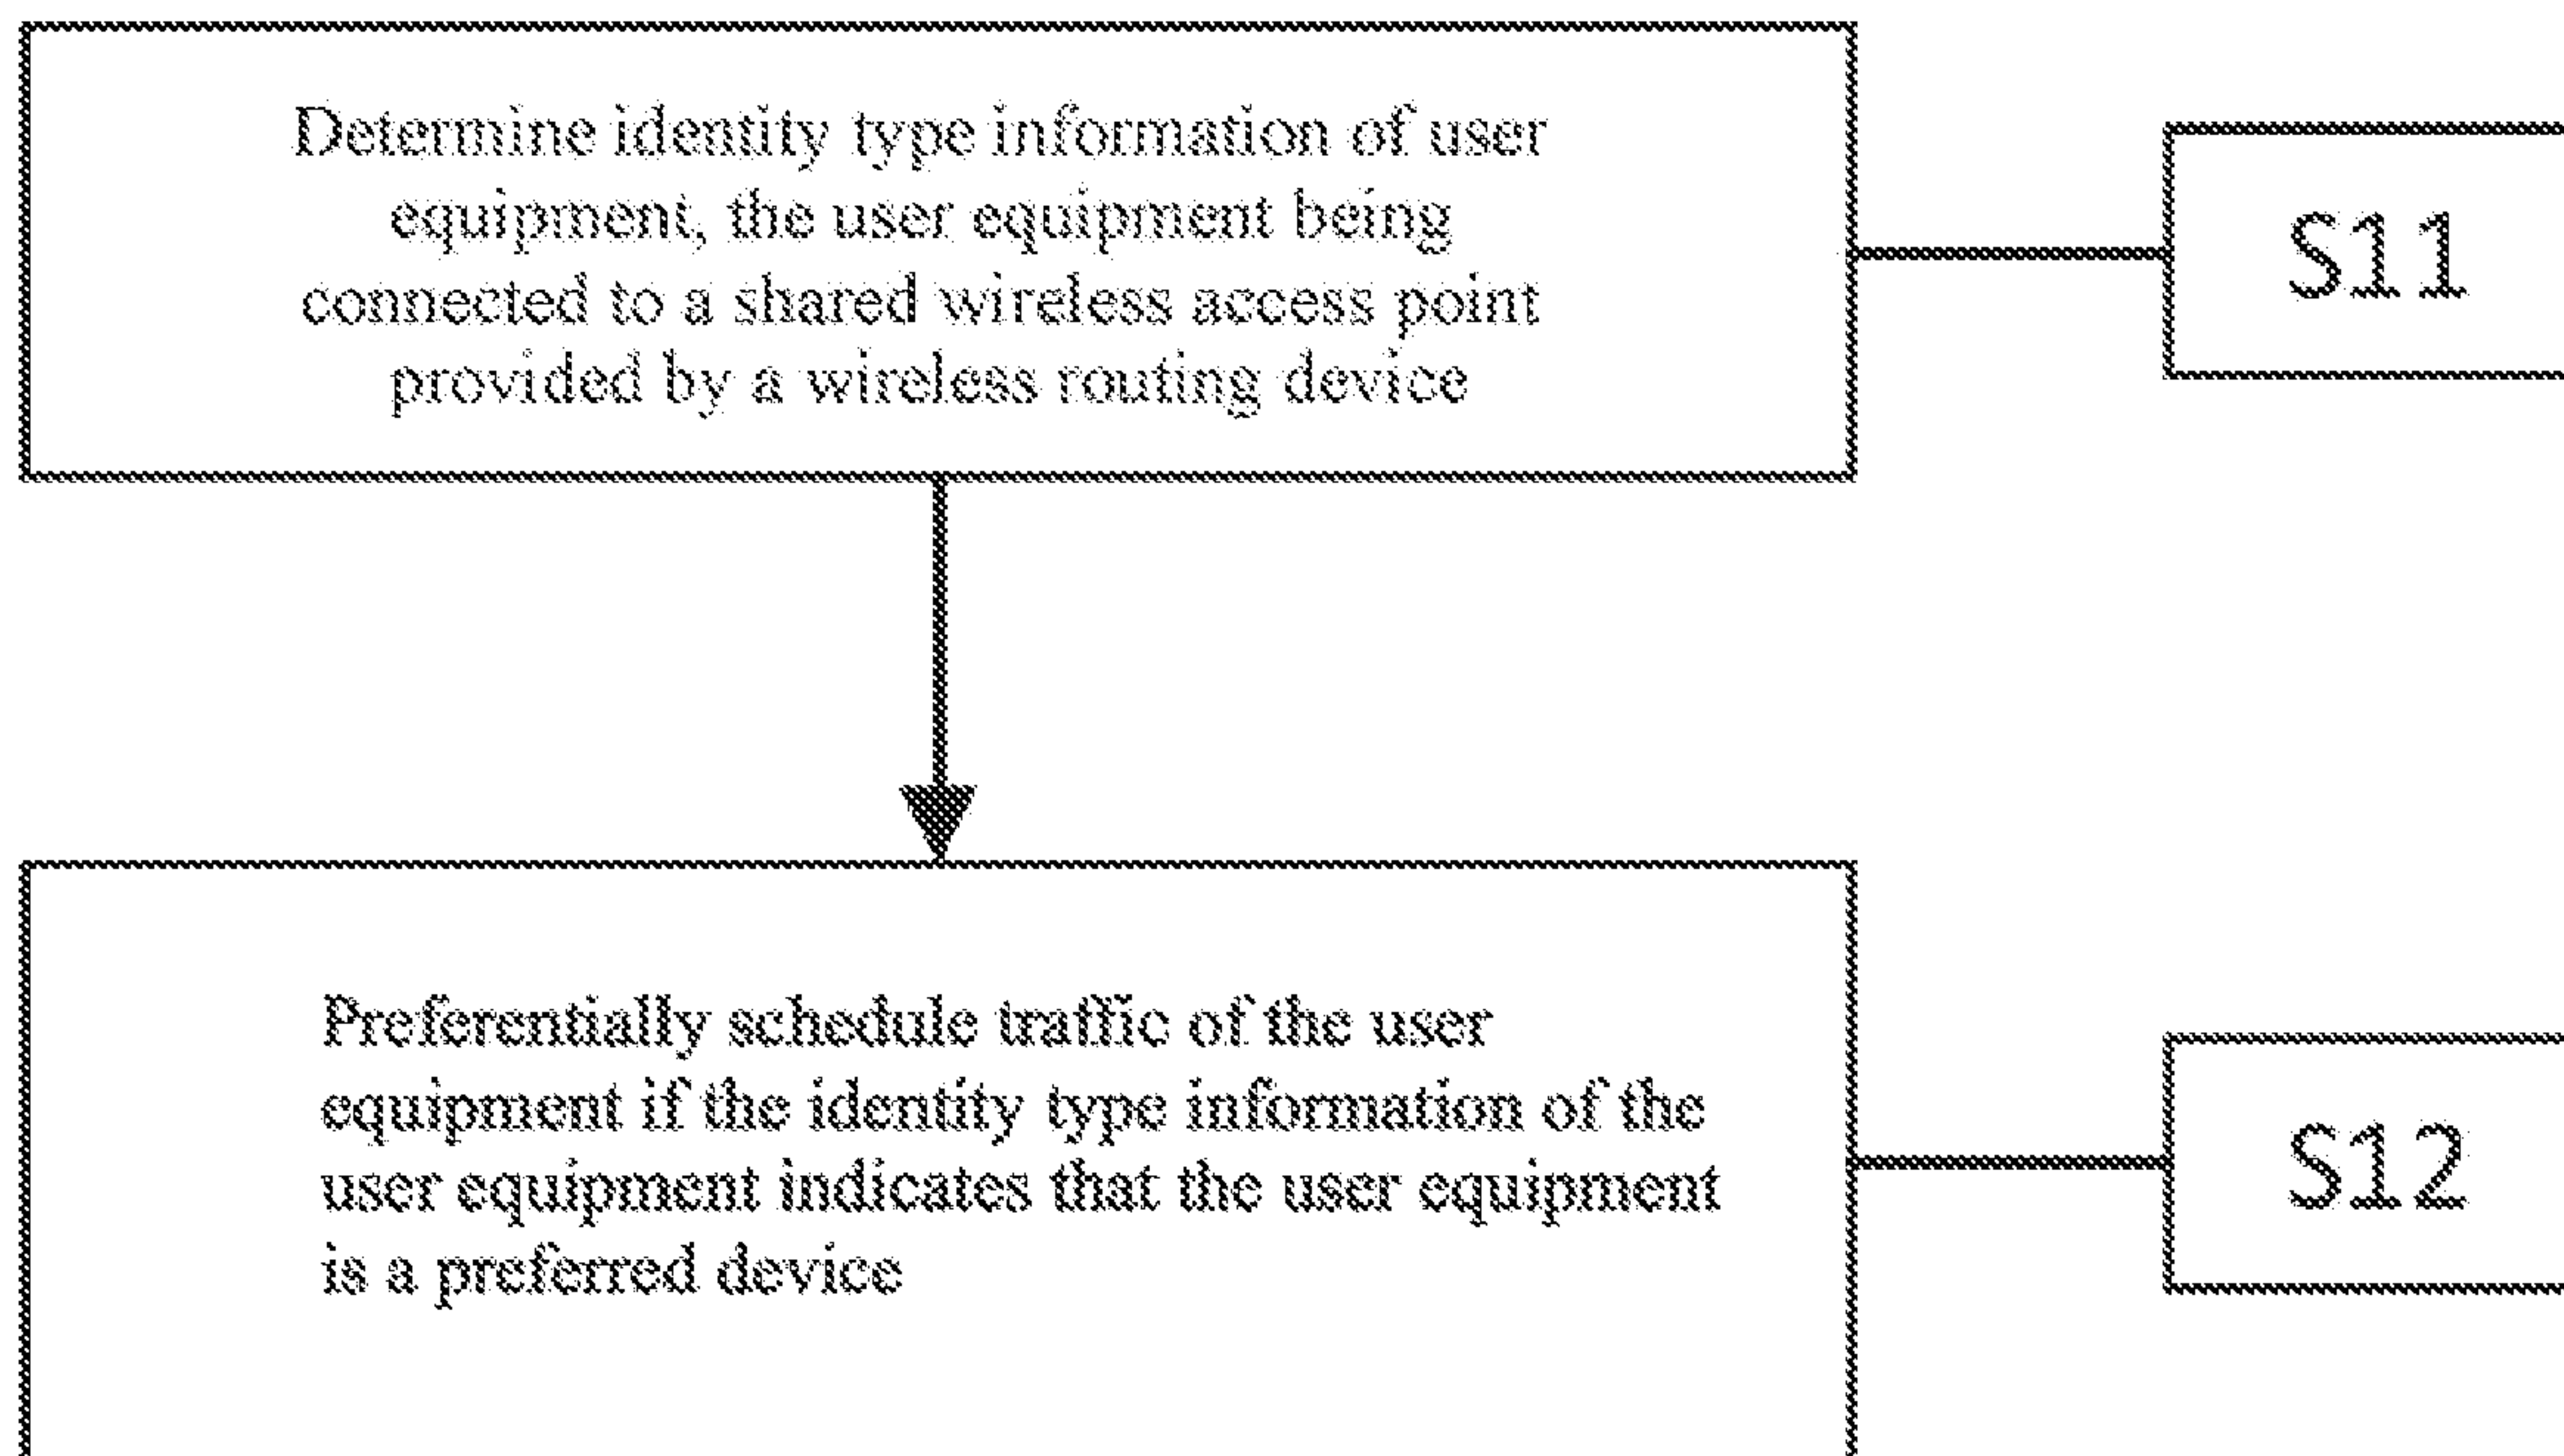 Determine identity type information of user
equipment, the user equipment being
connected to a shared wireless access point
provided by a wireless routing device
S11
Preferentially schedule traffic of the user
equipment if the identity type information of the
user equipment indicates that the user equipment
is a preferred device
S12